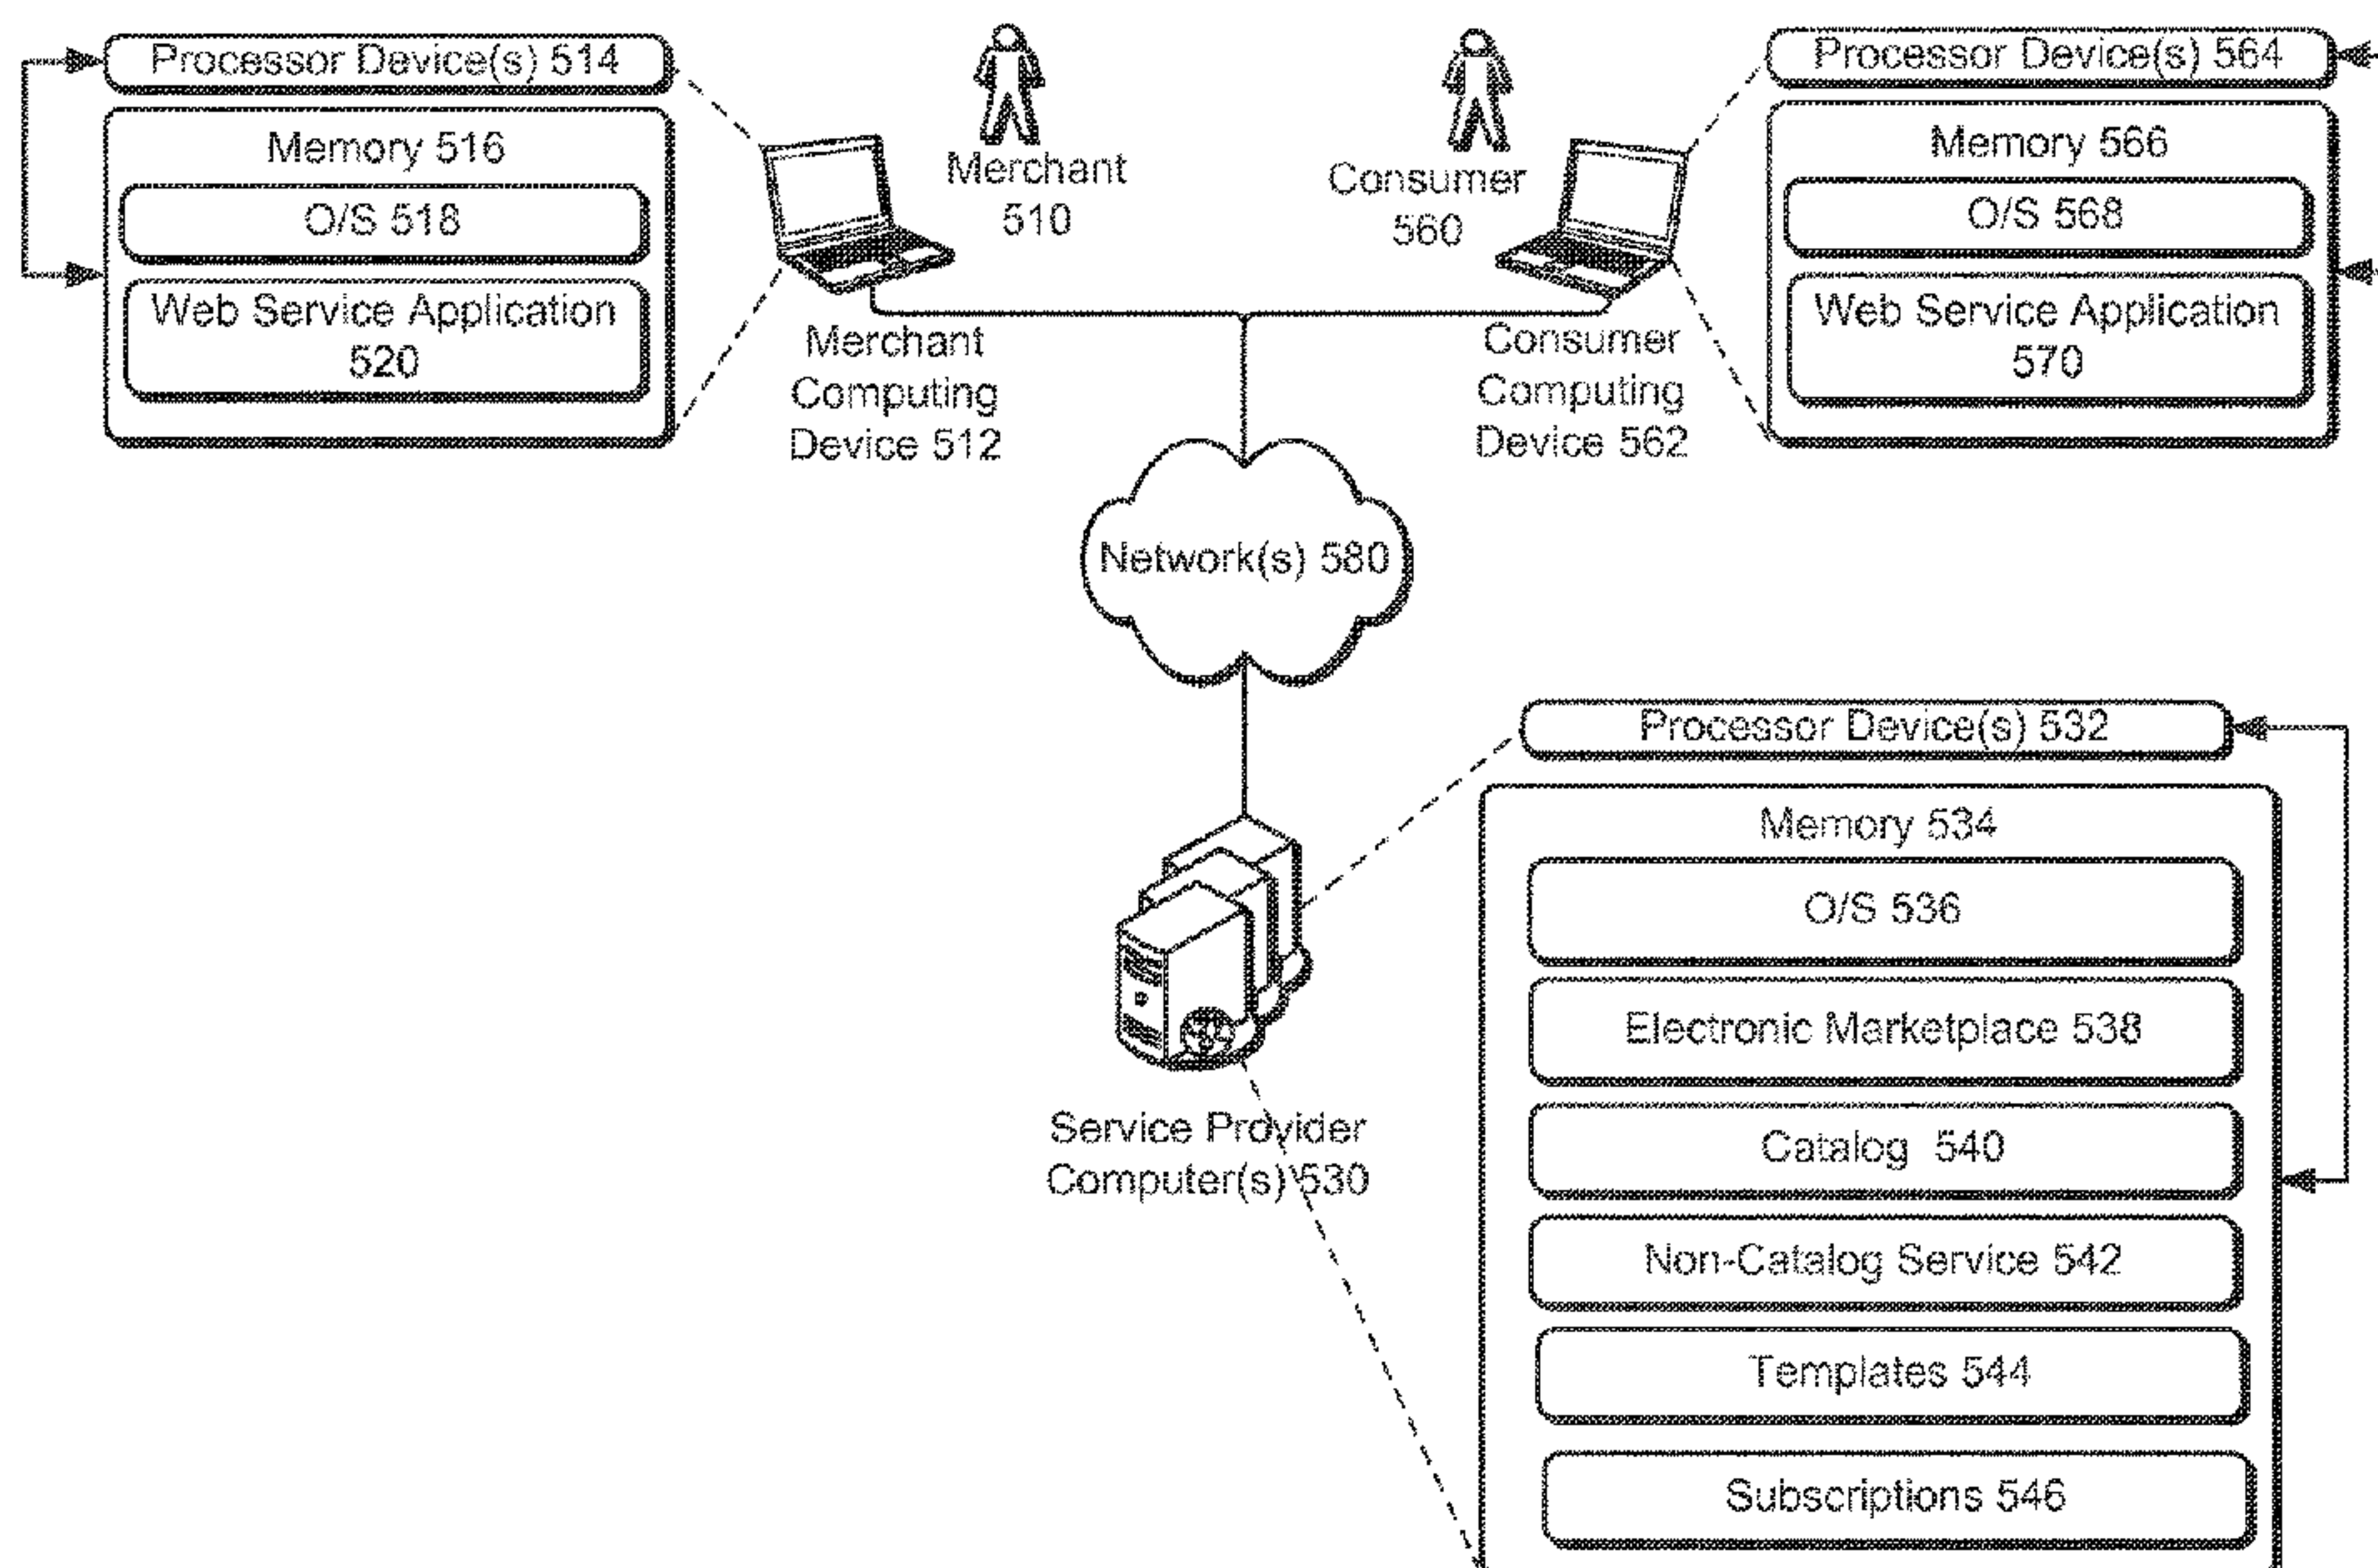 Processor Device(s) 514
Memory 516
O/S 518
Web Service Application
520
Merchant
510
Merchant
Computing
Device 512
Consumer
560
Consumer
Computing
Device 562
Processor Device(s) 564
Memory 566
O/S 568
Web Service Application
570
Network(s) 580
Service Provider
Computer(s) 530
Processor Device(s) 532
Memory 534
O/S 536
Electronic Marketplace 538
Catalog 540
Non-Catalog Service 542
Templates 544
Subscriptions 546